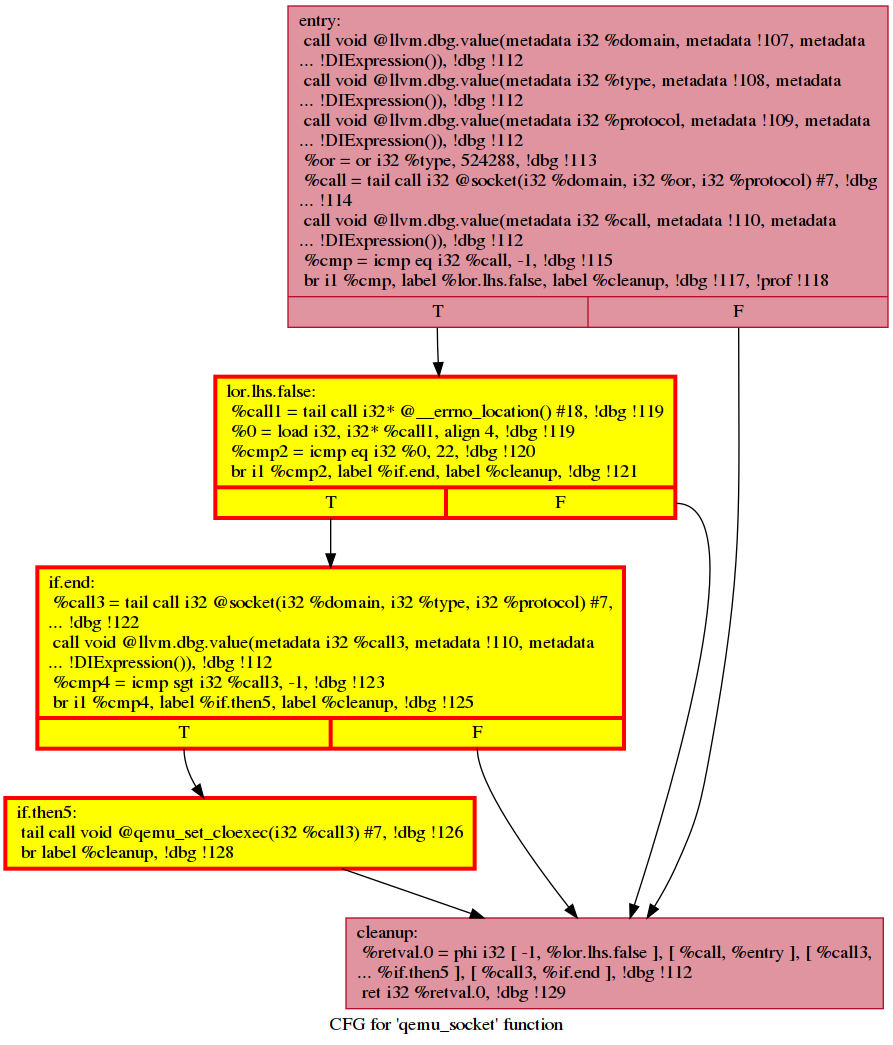 entry:
call void @llvm.dbg.value(metadata i32 %domain, metadata !107, metadata
... !DIExpression()), !dbg !112
call void @llvm.dbg.value(metadata i32 %type, metadata !108, metadata
... !DIExpression()), !dbg !112
call void @llvm.dbg.value(metadata i32 %protocol, metadata !109, metadata
... !DIExpression()), !dbg !112
%or = or i32 %type, 524288, !dbg !113
%call = tail call i32 @socket(i32 %domain, i32 %or, i32 %protocol) #7, !dbg
... !114
call void @llvm.dbg.value(metadata i32 %call, metadata !110, metadata
... !DIExpression()), !dbg !112
%cmp = icmp eq i32 %call, -1, !dbg !115
br i1 %cmp, label %lor.lhs.false, label %cleanup, !dbg !117, !prof !118
T F
lor.lhs.false:
%call1 = tail call i32* @__errno_location() #18, !dbg !119
%0 = load i32, i32* %call1, align 4, !dbg !119
%cmp2 = icmp eq i32 %0, 22, !dbg !120
br i1 %cmp2, label %if.end, label %cleanup, !dbg !121
T F
if.end:
%call3 = tail call i32 @socket(i32 %domain, i32 %type, i32 %protocol) #7,
... !dbg !122
call void @llvm.dbg.value(metadata i32 %call3, metadata !110, metadata
... !DIExpression()), !dbg !112
%cmp4 = icmp sgt i32 %call3, -1, !dbg !123
br i1 %cmp4, label %if.then5, label %cleanup, !dbg !125
T F
if.then5:
tail call void @qemu_set_cloexec(i32 %call3) #7, !dbg !126
br label %cleanup, !dbg !128
cleanup:
%retval.0 = phi i32 [ -1, %lor.lhs.false ], [ %call, %entry ], [ %call3,
... %if.then5 ], [ %call3, %if.end ], !dbg !112
ret i32 %retval.0, !dbg !129
CFG for 'qemu_socket' function